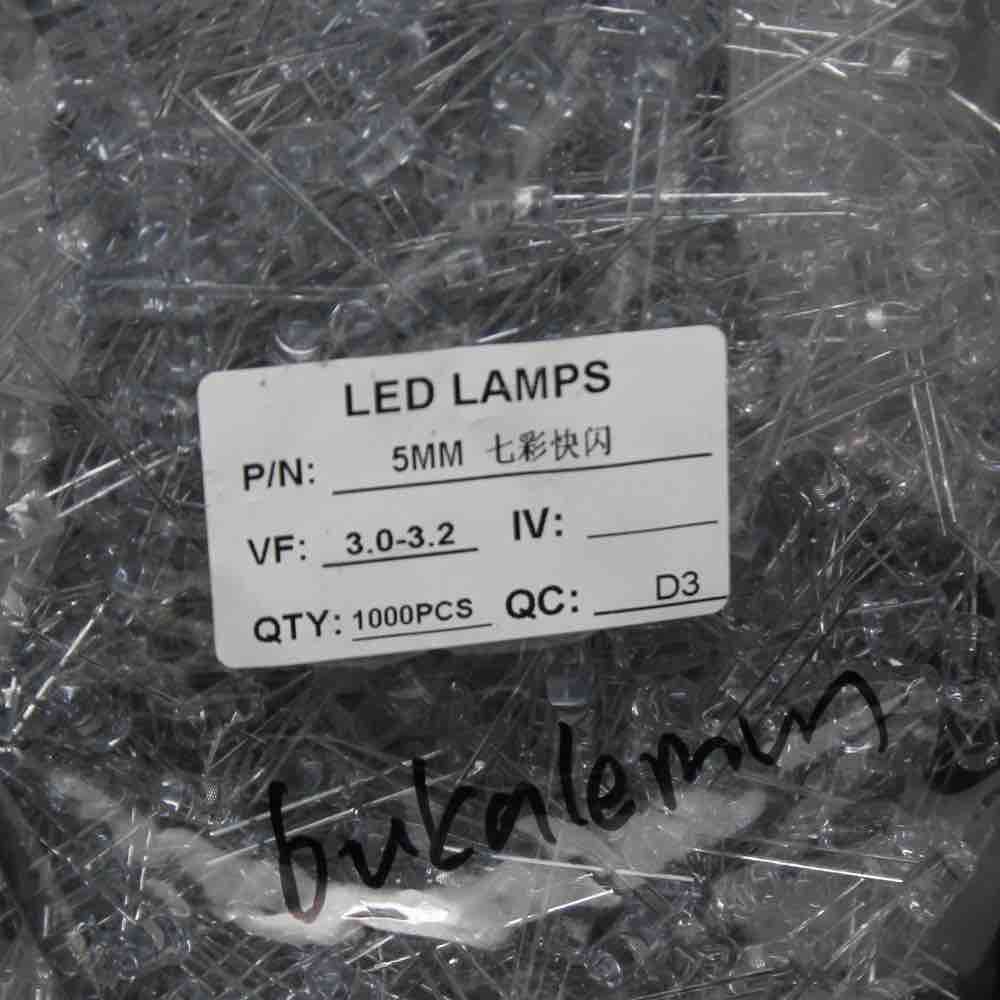 LED LAMPS
P/N: 5MM 七彩快闪
VF: 3.0-3.2 IV:
QTY: 1000PCS QC: D3
bukalemun